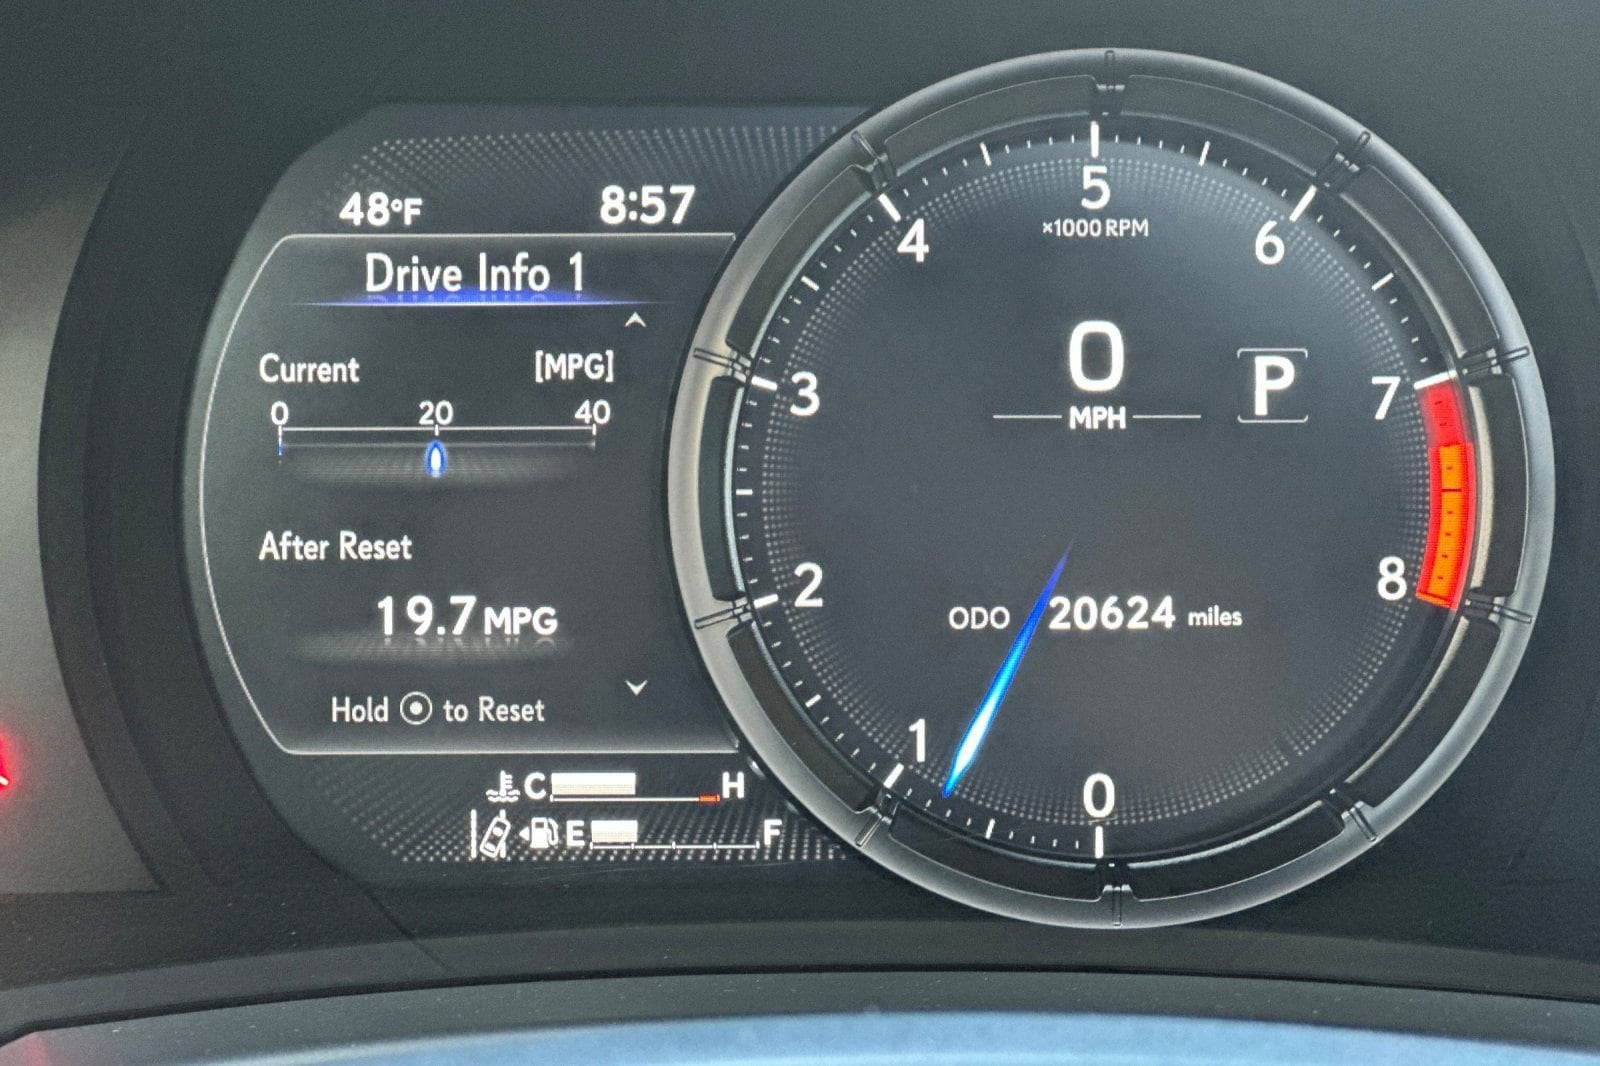 48°F 8:57
Drive Info 1
Current [MPG]
0 20 40
After Reset
19.7 MPG
Hold to Reset
C H
E F
5
×1000 RPM
4 6
3 7
2 8
1 0
0
MPH
P
ODO 20624 miles